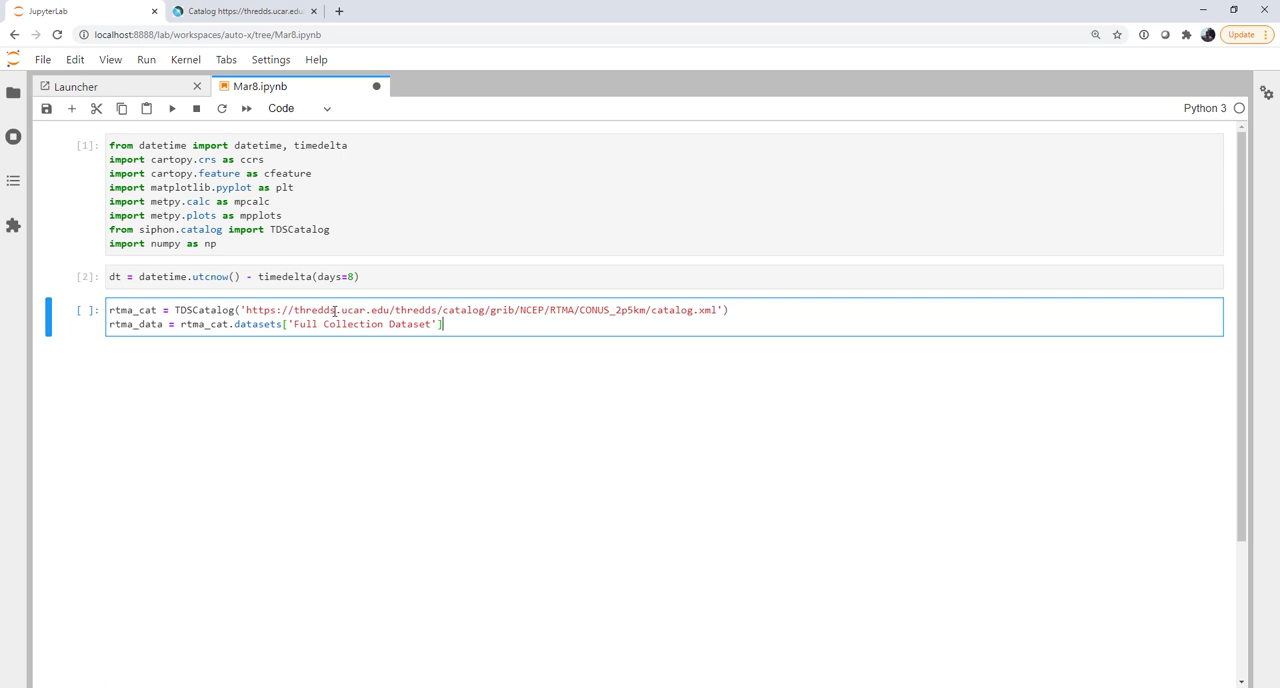 JupyterLab
Catalog https://thredds.ucar.edu
localhost:8888/lab/workspaces/auto-x/tree/Mar8.ipynb
Update
File Edit View Run Kernel Tabs Settings Help
Launcher
Mar8.ipynb
Code
Python 3
[1]:
from datetime import datetime, timedelta
import cartopy.crs as ccrs
import cartopy.feature as cfeature
import matplotlib.pyplot as plt
import metpy.calc as mpcalc
import metpy.plots as mpplots
from siphon.catalog import TDSCatalog
import numpy as np
[2]:
dt = datetime.utcnow() - timedelta(days=8)
[ ]:
rtma_cat = TDSCatalog('https://thredds.ucar.edu/thredds/catalog/grib/NCEP/RTMA/CONUS_2p5km/catalog.xml')
rtma_data = rtma_cat.datasets['Full Collection Dataset']